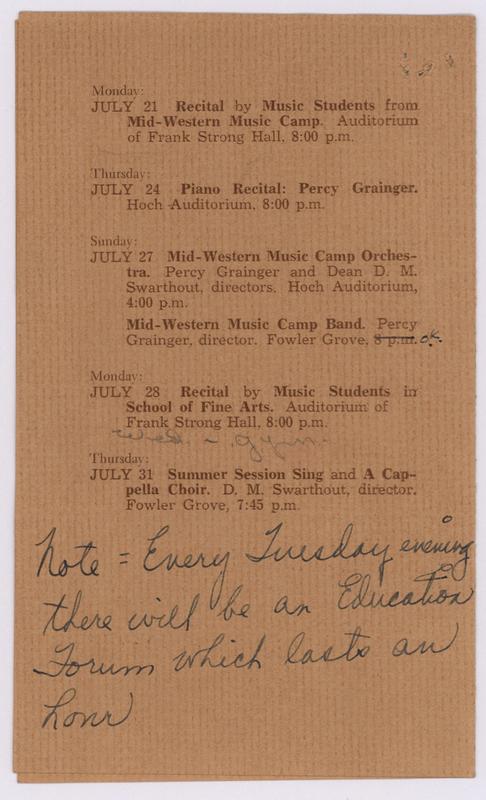 Monday:
JULY 21 Recital by Music Students from
Mid-Western Music Camp. Auditorium
of Frank Strong Hall, 8:00 p.m.
Thursday:
JULY 24 Piano Recital: Percy Grainger.
Hoch Auditorium, 8:00 p.m.
Sunday:
JULY 27 Mid-Western Music Camp Orches-
tra. Percy Grainger and Dean D. M.
Swarthout, directors. Hoch Auditorium,
4:00 p.m.
Mid-Western Music Camp Band. Percy
Grainger, director. Fowler Grove, 8 p.m. ok.
Monday:
JULY 28 Recital by Music Students in
School of Fine Arts. Auditorium of
Frank Strong Hall, 8:00 p.m.
Wed. - gym.
Thursday:
JULY 31 Summer Session Sing and A Cap-
pella Choir. D. M. Swarthout, director.
Fowler Grove, 7:45 p.m.
Note = Every Tuesday evening
there will be an Education
Forum which lasts an
hour